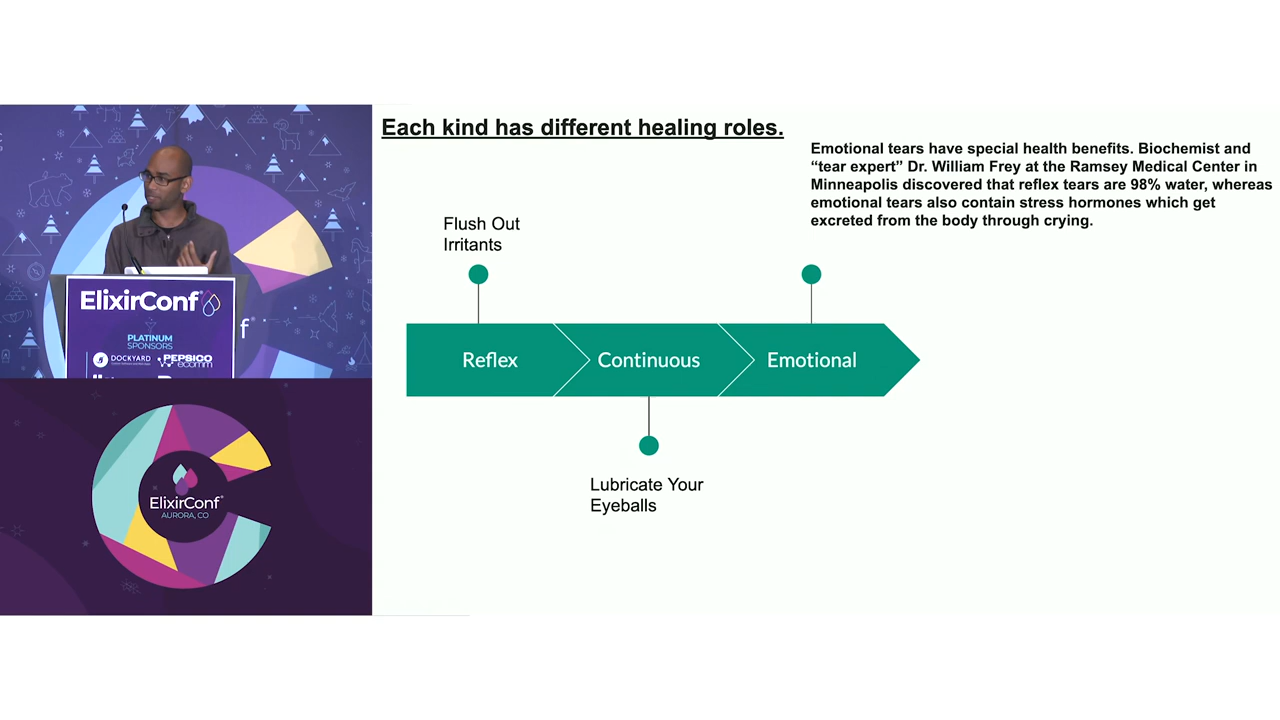 Each kind has different healing roles.
Emotional tears have special health benefits. Biochemist and
“tear expert” Dr. William Frey at the Ramsey Medical Center in
Minneapolis discovered that reflex tears are 98% water, whereas
emotional tears also contain stress hormones which get
excreted from the body through crying.
Flush Out
Irritants
Reflex
Continuous
Emotional
Lubricate Your
Eyeballs
ElixirConf
PLATINUM
SPONSORS
DOCKYARD
PEPSICO
ecomm
f
ElixirConf
AURORA, CO